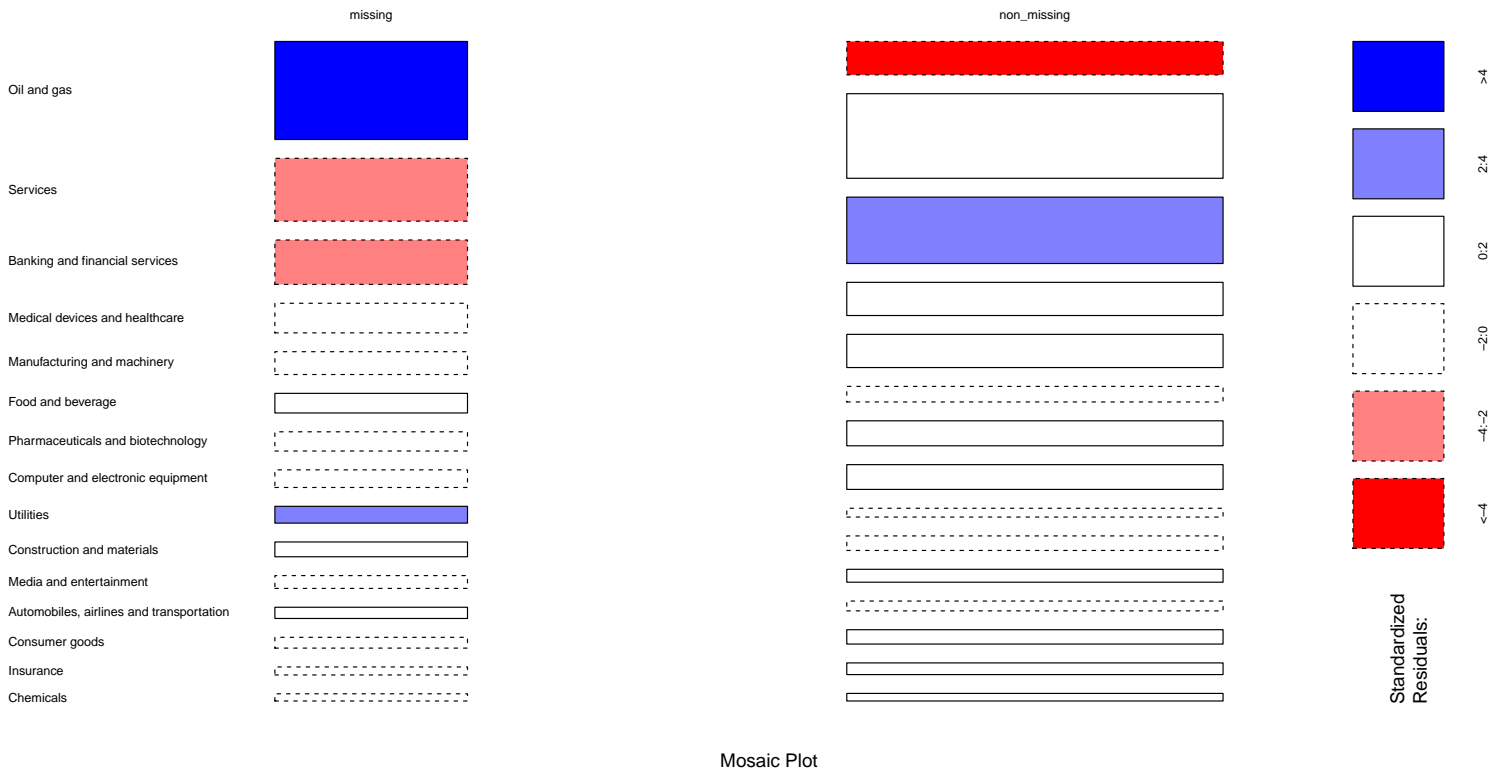 missing
non_missing
Oil and gas
Services
Banking and financial services
Medical devices and healthcare
Manufacturing and machinery
Food and beverage
Pharmaceuticals and biotechnology
Computer and electronic equipment
Utilities
Construction and materials
Media and entertainment
Automobiles, airlines and transportation
Consumer goods
Insurance
Chemicals
>4
2:4
0:2
−2:0
−4:−2
<−4
Standardized
Residuals:
Mosaic Plot